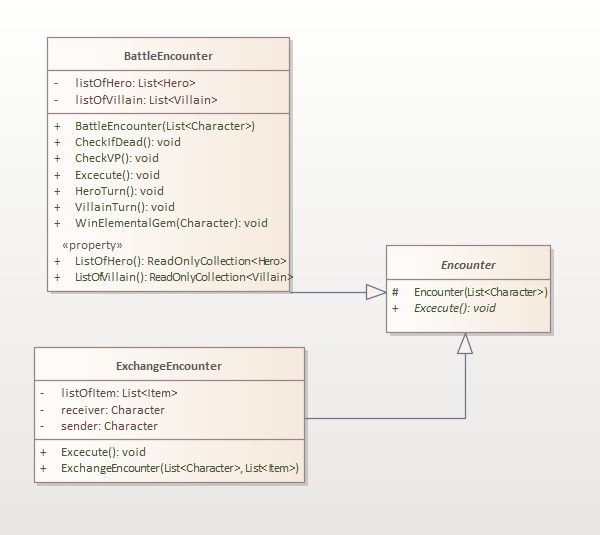 BattleEncounter
- listOfHero: List<Hero>
- listOfVillain: List<Villain>
+ BattleEncounter(List<Character>)
+ CheckIfDead(): void
+ CheckVP(): void
+ Excecute(): void
+ HeroTurn(): void
+ VillainTurn(): void
+ WinElementalGem(Character): void
«property»
+ ListOfHero(): ReadOnlyCollection<Hero>
+ ListOfVillain(): ReadOnlyCollection<Villain>
Encounter
# Encounter(List<Character>)
+ Excecute(): void
ExchangeEncounter
- listOfItem: List<Item>
- receiver: Character
- sender: Character
+ Excecute(): void
+ ExchangeEncounter(List<Character>, List<Item>)